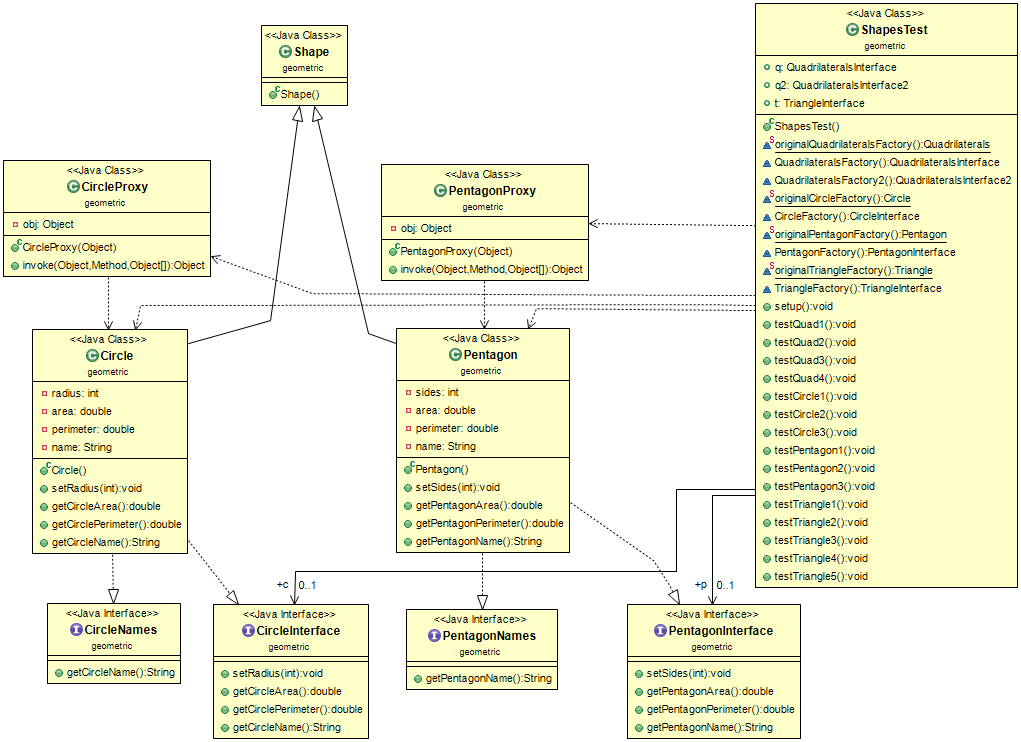 <<Java Class>>
Shape
geometric
Shape()
<<Java Class>>
ShapesTest
geometric
q: QuadrilateralsInterface
q2: QuadrilateralsInterface2
t: TriangleInterface
ShapesTest()
originalQuadrilateralsFactory():Quadrilaterals
QuadrilateralsFactory():QuadrilateralsInterface
QuadrilateralsFactory2():QuadrilateralsInterface2
originalCircleFactory():Circle
CircleFactory():CircleInterface
originalPentagonFactory():Pentagon
PentagonFactory():PentagonInterface
originalTriangleFactory():Triangle
TriangleFactory():TriangleInterface
setup():void
testQuad1():void
testQuad2():void
testQuad3():void
testQuad4():void
testCircle1():void
testCircle2():void
testCircle3():void
testPentagon1():void
testPentagon2():void
testPentagon3():void
testTriangle1():void
testTriangle2():void
testTriangle3():void
testTriangle4():void
testTriangle5():void
<<Java Class>>
CircleProxy
geometric
obj: Object
CircleProxy(Object)
invoke(Object,Method,Object[]):Object
<<Java Class>>
PentagonProxy
geometric
obj: Object
PentagonProxy(Object)
invoke(Object,Method,Object[]):Object
<<Java Class>>
Circle
geometric
radius: int
area: double
perimeter: double
name: String
Circle()
setRadius(int):void
getCircleArea():double
getCirclePerimeter():double
getCircleName():String
<<Java Class>>
Pentagon
geometric
sides: int
area: double
perimeter: double
name: String
Pentagon()
setSides(int):void
getPentagonArea():double
getPentagonPerimeter():double
getPentagonName():String
+c 0..1
+p 0..1
<<Java Interface>>
CircleNames
geometric
getCircleName():String
<<Java Interface>>
CircleInterface
geometric
setRadius(int):void
getCircleArea():double
getCirclePerimeter():double
getCircleName():String
<<Java Interface>>
PentagonNames
geometric
getPentagonName():String
<<Java Interface>>
PentagonInterface
geometric
setSides(int):void
getPentagonArea():double
getPentagonPerimeter():double
getPentagonName():String